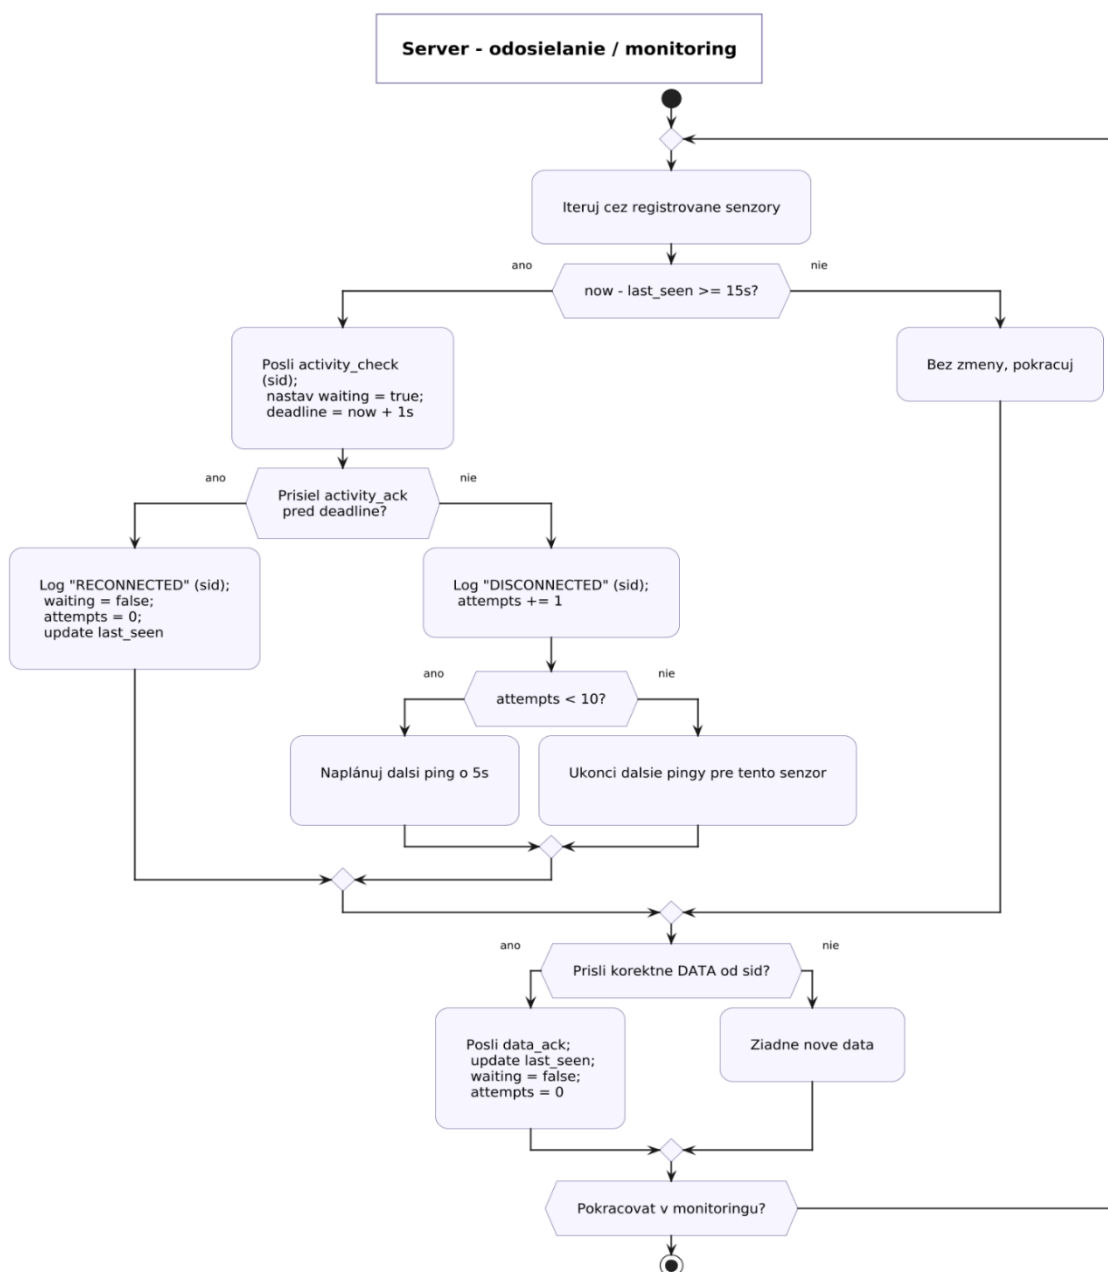 Server - odosielanie / monitoring
Iteruj cez registrovane senzory
ano
now - last_seen >= 15s?
nie
Posli activity_check
(sid);
nastav waiting = true;
deadline = now + 1s
Bez zmeny, pokracuj
ano
Prisiel activity_ack
pred deadline?
nie
Log "RECONNECTED" (sid);
waiting = false;
attempts = 0;
update last_seen
Log "DISCONNECTED" (sid);
attempts += 1
ano
attempts < 10?
nie
Naplánuj dalsi ping o 5s
Ukonci dalsie pingy pre tento senzor
ano
Prisli korektne DATA od sid?
nie
Posli data_ack;
update last_seen;
waiting = false;
attempts = 0
Ziadne nove data
Pokracovat v monitoringu?